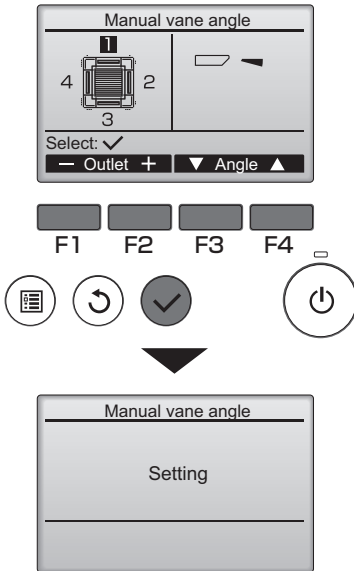 Manual vane angle
1
4 2
3
Select:
− Outlet + ▼ Angle ▲
F1 F2 F3 F4
Manual vane angle
Setting